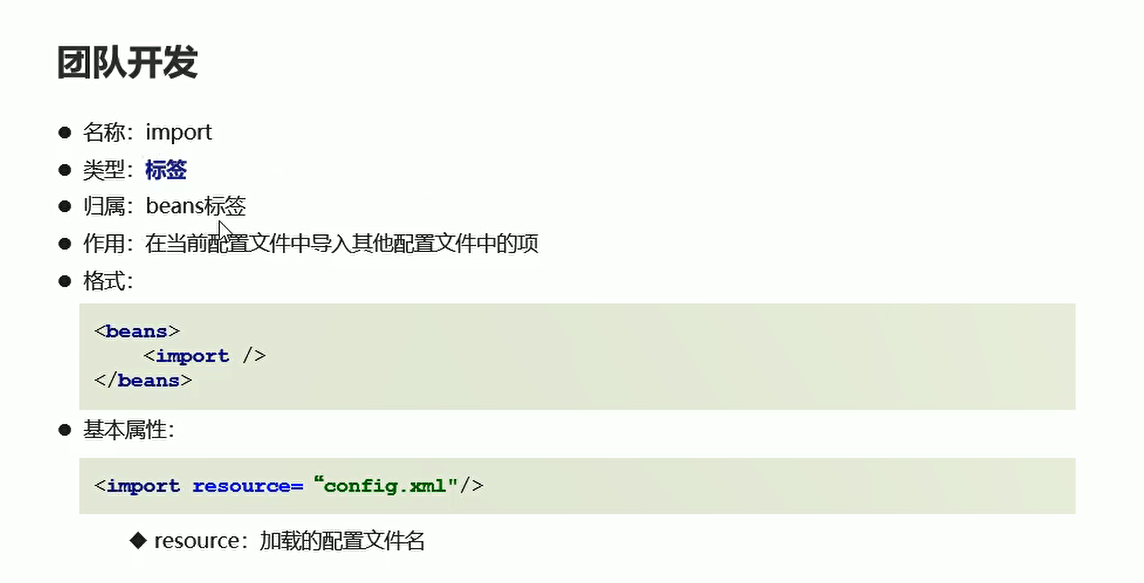 团队开发
● 名称：import
● 类型：标签
● 归属：beans标签
● 作用：在当前配置文件中导入其他配置文件中的项
● 格式：
<beans>
    <import />
</beans>
● 基本属性：
<import resource= “config.xml"/>
◆ resource：加载的配置文件名